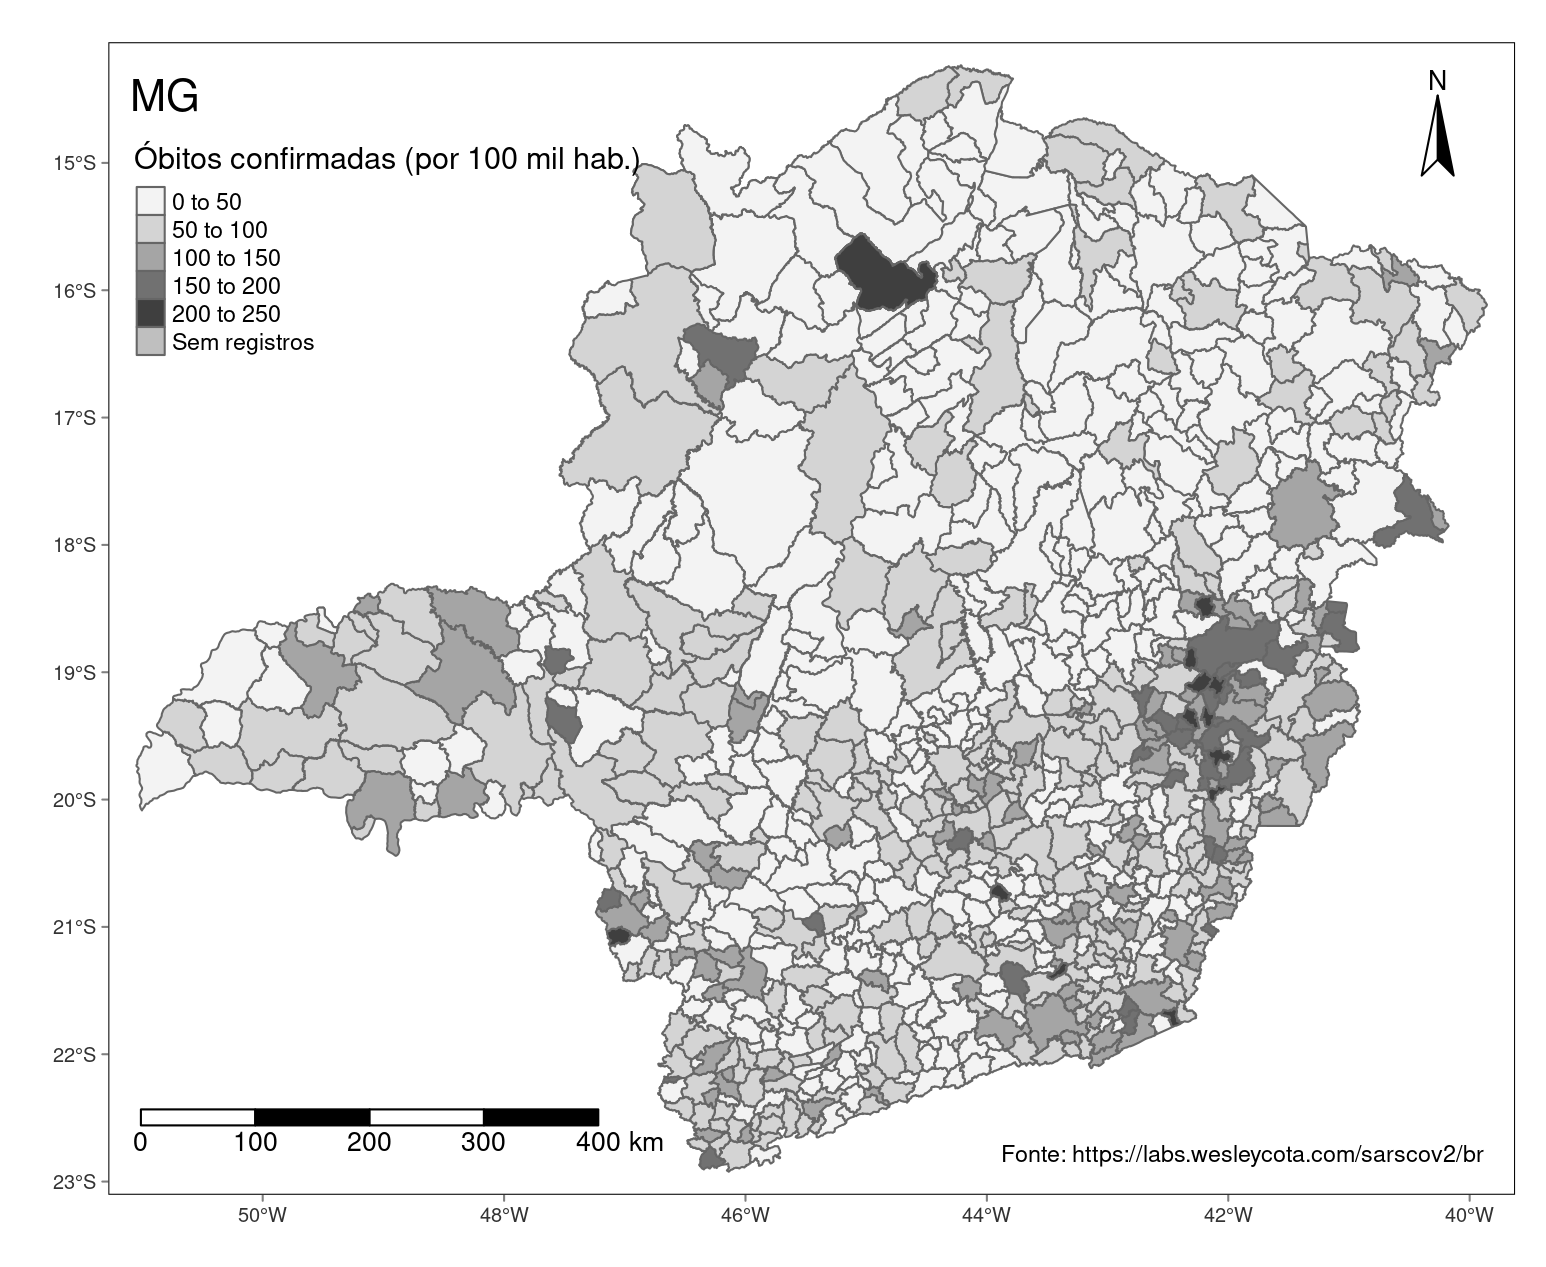 MG
N
Óbitos confirmadas (por 100 mil hab.)
0 to 50
50 to 100
100 to 150
150 to 200
200 to 250
Sem registros
15°S
16°S
17°S
18°S
19°S
20°S
21°S
22°S
23°S
0 100 200 300 400 km
Fonte: https://labs.wesleycota.com/sarscov2/br
50°W 48°W 46°W 44°W 42°W 40°W